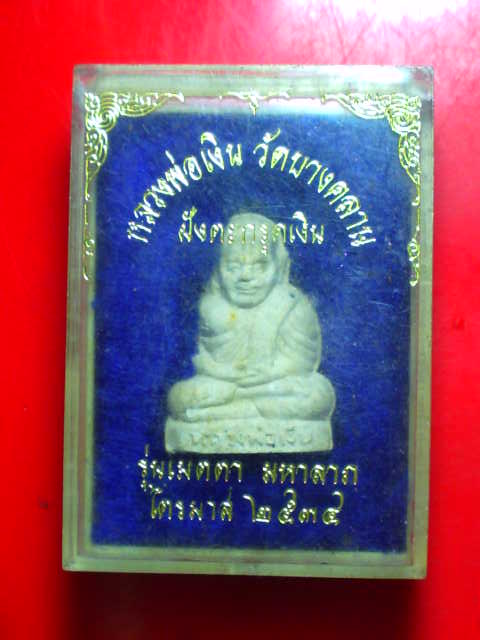 หลวงพ่อเงิน วัดบางคลาน
ฝังตะกรุดเงิน
หลวงพ่อเงิน
รุ่นเมตตา มหาลาภ
ไตรมาส ๒๕๓๔